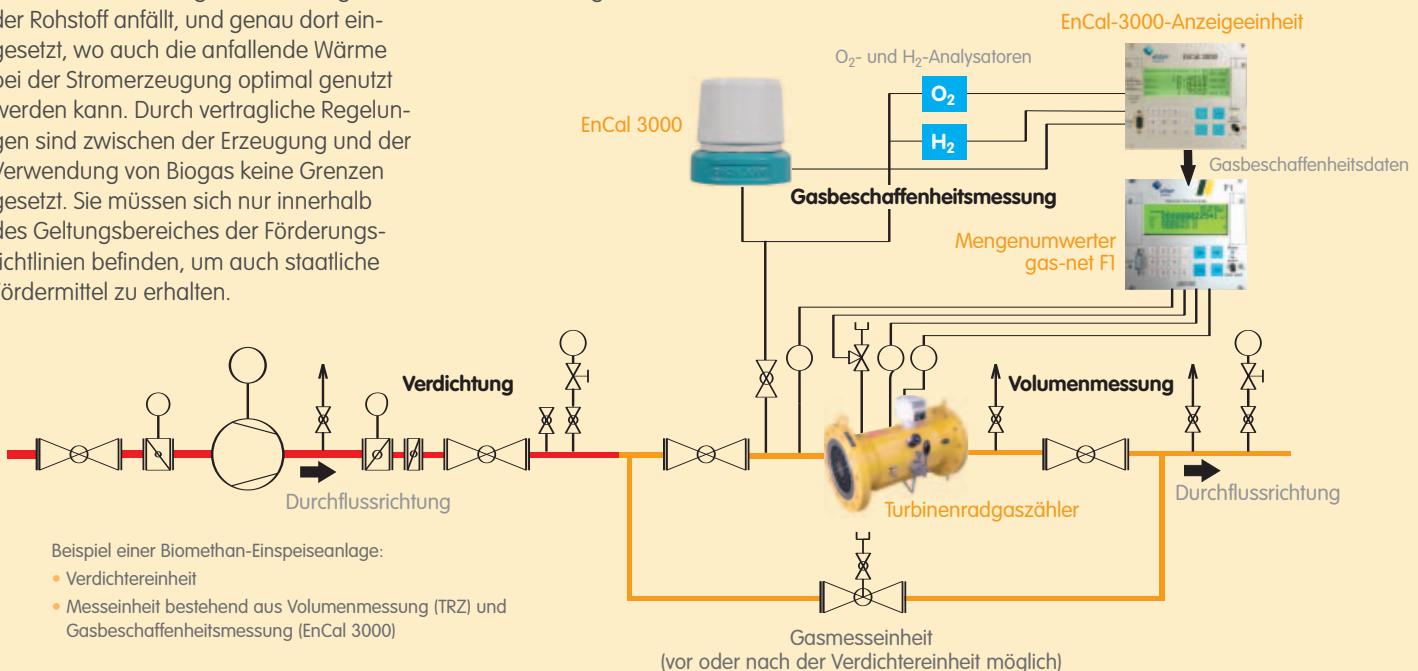 der Rohstoff anfällt, und genau dort ein-
gesetzt, wo auch die anfallende Wärme
bei der Stromerzeugung optimal genutzt
werden kann. Durch vertragliche Regelun-
gen sind zwischen der Erzeugung und der
Verwendung von Biogas keine Grenzen
gesetzt. Sie müssen sich nur innerhalb
des Geltungsbereiches der Förderungs-
richtlinien befinden, um auch staatliche
Fördermittel zu erhalten.
EnCal-3000-Anzeigeeinheit
O₂- und H₂-Analysatoren
O₂
EnCal 3000
H₂
Gasbeschaffenheitsdaten
Gasbeschaffenheitsmessung
F1
Mengenumwerter
gas-net F1
Verdichtung
Volumenmessung
Durchflussrichtung
Durchflussrichtung
Turbinenradgaszähler
Beispiel einer Biomethan-Einspeiseanlage:
• Verdichtereinheit
• Messeinheit bestehend aus Volumenmessung (TRZ) und
Gasbeschaffenheitsmessung (EnCal 3000)
Gasmesseinheit
(vor oder nach der Verdichtereinheit möglich)